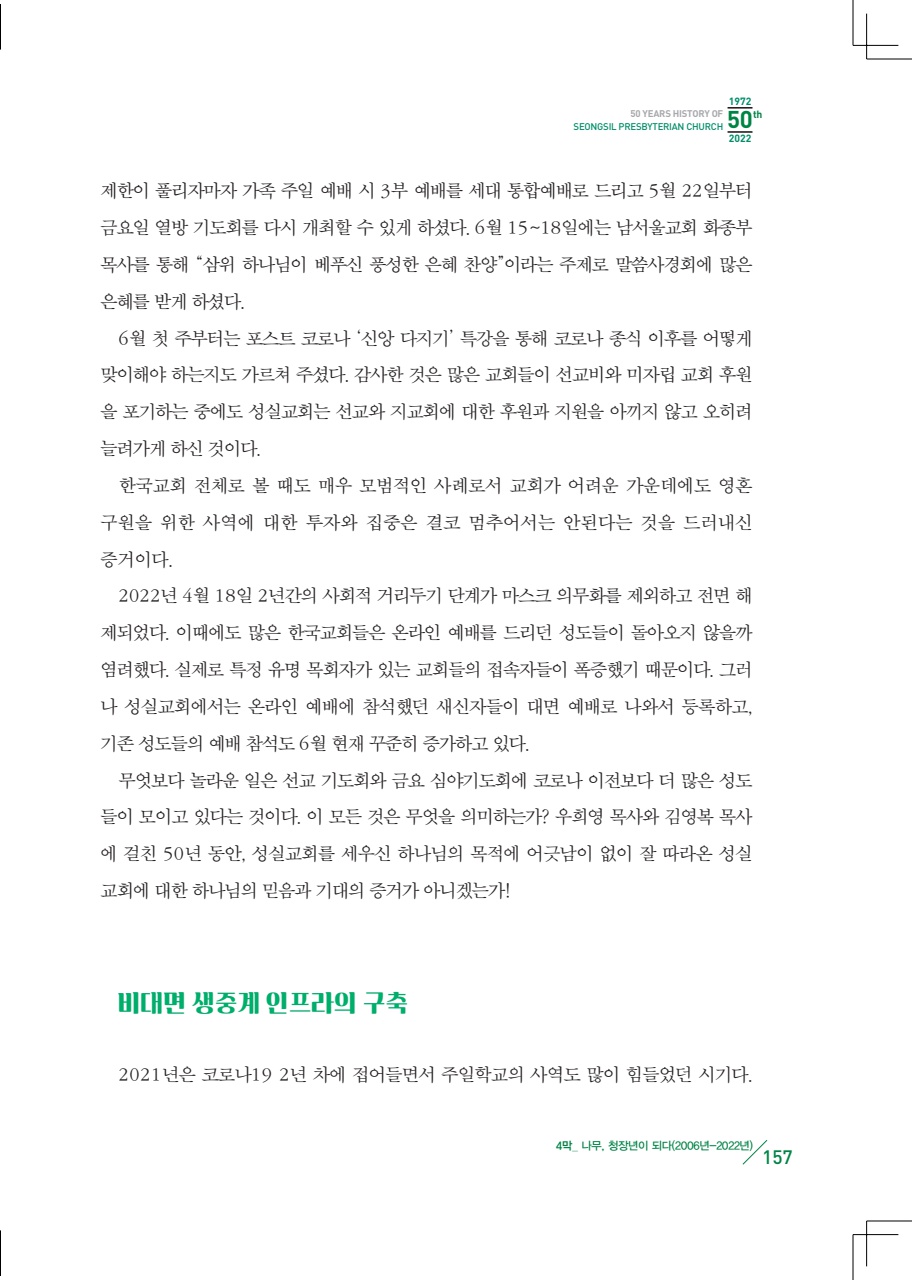 1972
50 YEARS HISTORY OF
50th
SEONGSIL PRESBYTERIAN CHURCH
2022
제한이 풀리자마자 가족 주일 예배 시 3부 예배를 세대 통합예배로 드리고 5월 22일부터
금요일 열방 기도회를 다시 개최할 수 있게 하셨다. 6월 15~18일에는 남서울교회 화종부
목사를 통해 “삼위 하나님이 베푸신 풍성한 은혜 찬양”이라는 주제로 말씀사경회에 많은
은혜를 받게 하셨다.
6월 첫 주부터는 포스트 코로나 ‘신앙 다지기’ 특강을 통해 코로나 종식 이후를 어떻게
맞이해야 하는지도 가르쳐 주셨다. 감사한 것은 많은 교회들이 선교비와 미자립 교회 후원
을 포기하는 중에도 성실교회는 선교와 지교회에 대한 후원과 지원을 아끼지 않고 오히려
늘려가게 하신 것이다.
한국교회 전체로 볼 때도 매우 모범적인 사례로서 교회가 어려운 가운데에도 영혼
구원을 위한 사역에 대한 투자와 집중은 결코 멈추어서는 안된다는 것을 드러내신
증거이다.
2022년 4월 18일 2년간의 사회적 거리두기 단계가 마스크 의무화를 제외하고 전면 해
제되었다. 이때에도 많은 한국교회들은 온라인 예배를 드리던 성도들이 돌아오지 않을까
염려했다. 실제로 특정 유명 목회자가 있는 교회들의 접속자들이 폭증했기 때문이다. 그러
나 성실교회에서는 온라인 예배에 참석했던 새신자들이 대면 예배로 나와서 등록하고,
기존 성도들의 예배 참석도 6월 현재 꾸준히 증가하고 있다.
무엇보다 놀라운 일은 선교 기도회와 금요 심야기도회에 코로나 이전보다 더 많은 성도
들이 모이고 있다는 것이다. 이 모든 것은 무엇을 의미하는가? 우희영 목사와 김영복 목사
에 걸친 50년 동안, 성실교회를 세우신 하나님의 목적에 어긋남이 없이 잘 따라온 성실
교회에 대한 하나님의 믿음과 기대의 증거가 아니겠는가!
비대면 생중계 인프라의 구축
2021년은 코로나19 2년 차에 접어들면서 주일학교의 사역도 많이 힘들었던 시기다.
4막_ 나무, 청장년이 되다(2006년-2022년)
157